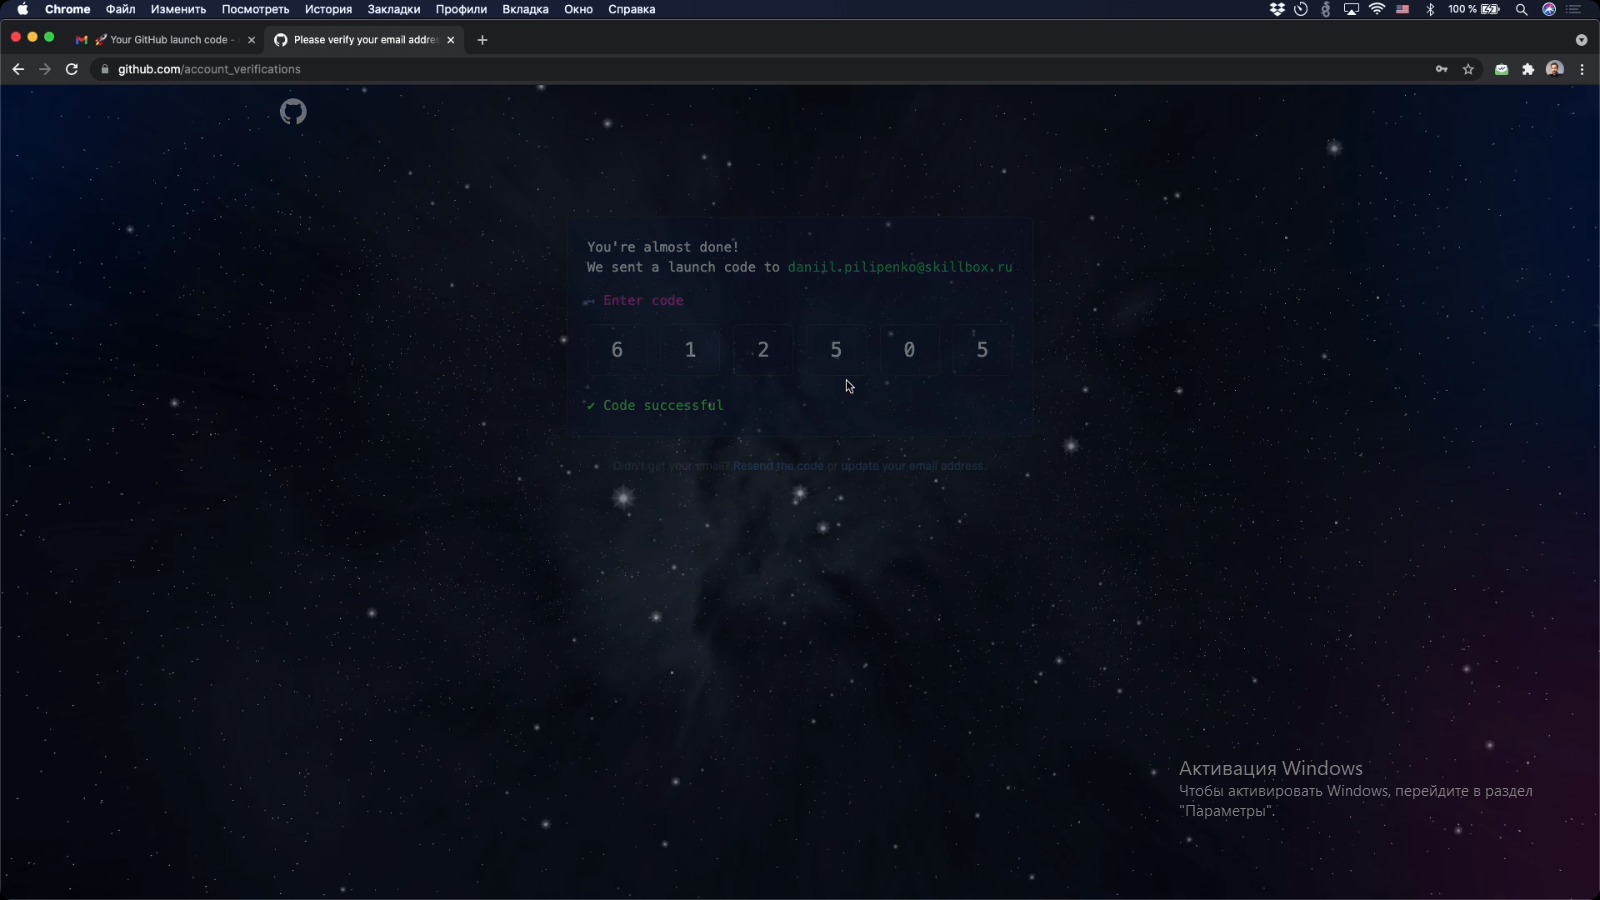 Chrome Файл Изменить Посмотреть История Закладки Профили Вкладка Окно Справка 100 %
🚀 Your GitHub launch code - Please verify your email addre
github.com/account_verifications
You're almost done!
We sent a launch code to daniil.pilipenko@skillbox.ru
Enter code
6 1 2 5 0 5
✓ Code successful
Didn't get your email? Resend the code or update your email address.
Активация Windows
Чтобы активировать Windows, перейдите в раздел
"Параметры".